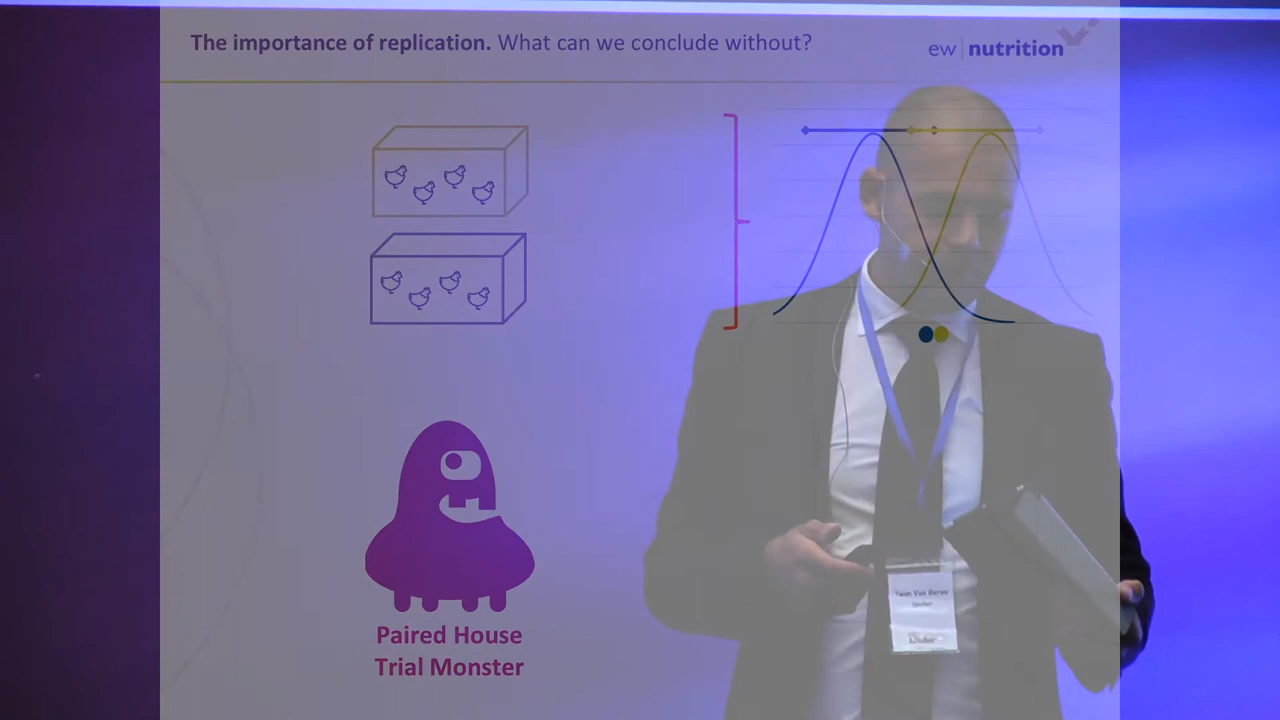 The importance of replication. What can we conclude without?
ew | nutrition
Paired House
Trial Monster